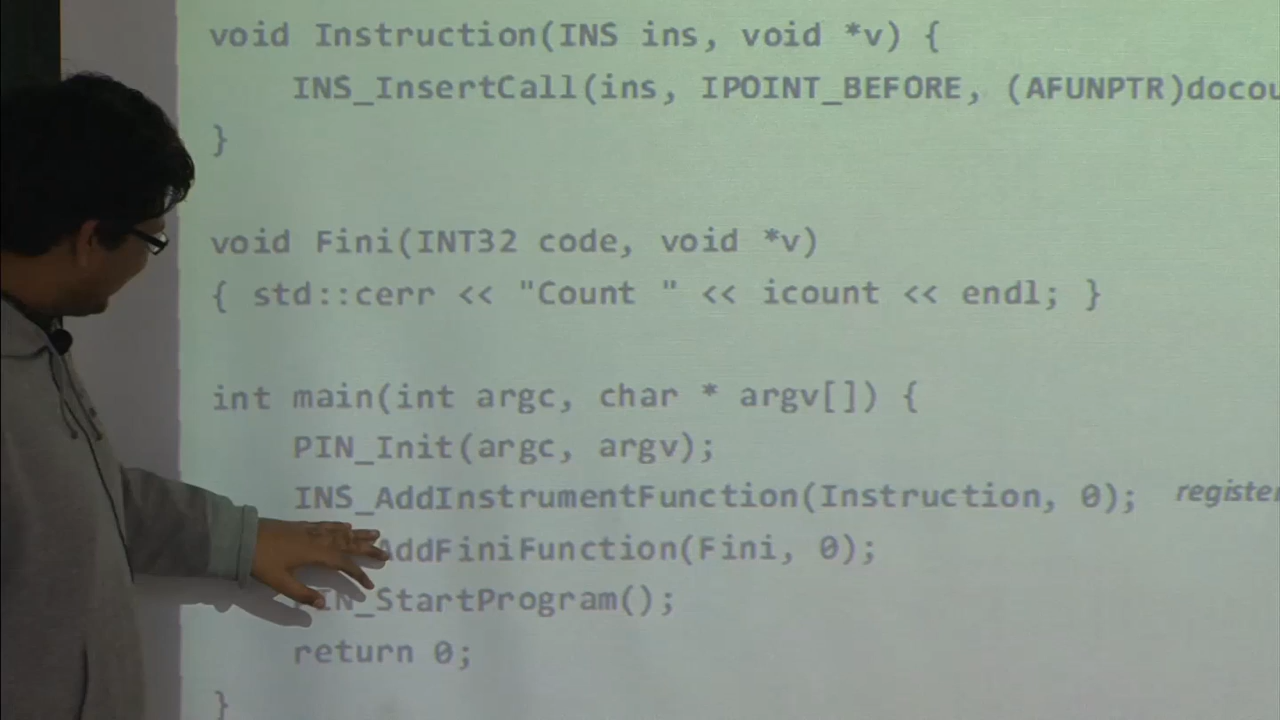 void Instruction(INS ins, void *v) {
INS_InsertCall(ins, IPOINT_BEFORE, (AFUNPTR)docou
}
void Fini(INT32 code, void *v)
{ std::cerr << "Count " << icount << endl; }
int main(int argc, char * argv[]) {
PIN_Init(argc, argv);
INS_AddInstrumentFunction(Instruction, 0); register
AddFiniFunction(Fini, 0);
PIN_StartProgram();
return 0;
}